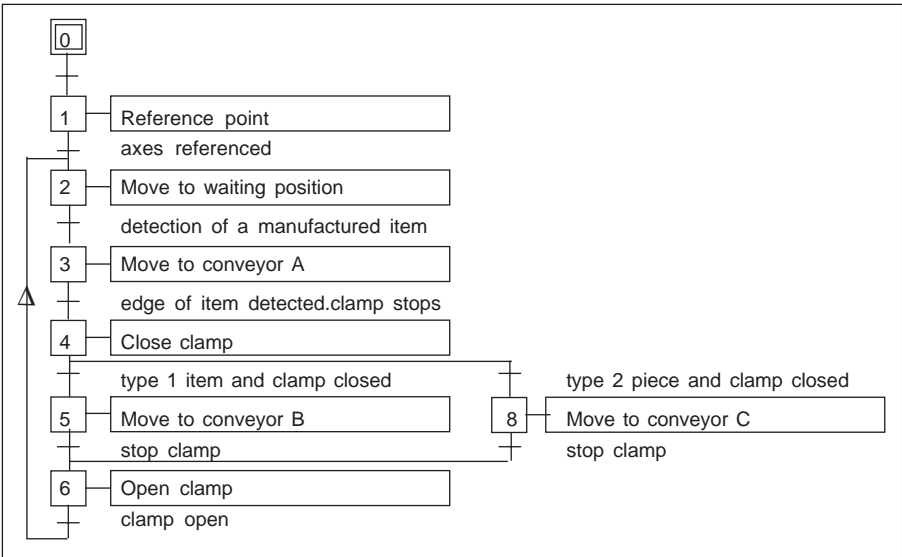 0
1 Reference point
axes referenced
2 Move to waiting position
detection of a manufactured item
3 Move to conveyor A
edge of item detected.clamp stops
4 Close clamp
type 1 item and clamp closed type 2 piece and clamp closed
5 Move to conveyor B 8 Move to conveyor C
stop clamp stop clamp
6 Open clamp
clamp open